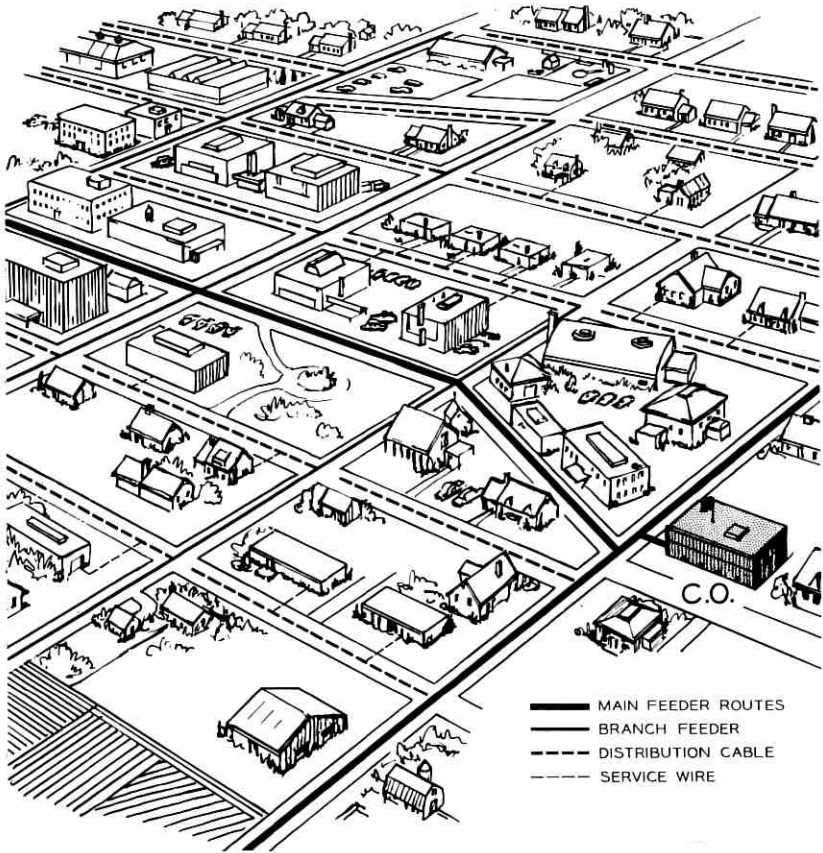 C.O.
MAIN FEEDER ROUTES
BRANCH FEEDER
DISTRIBUTION CABLE
SERVICE WIRE